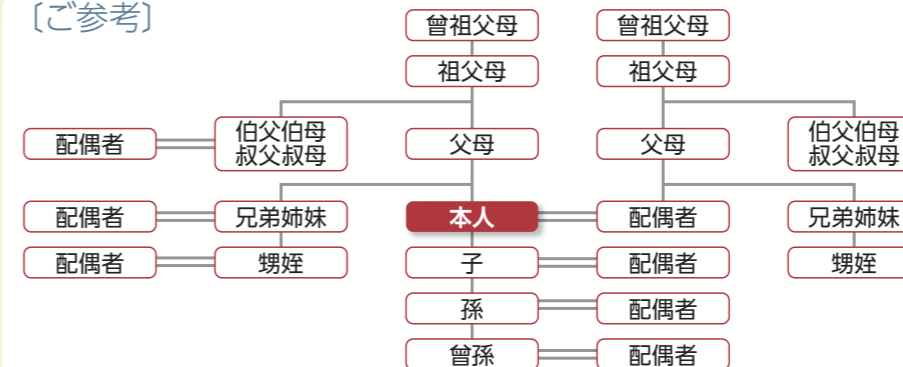 〔ご参考〕
曾祖父母
曾祖父母
祖父母
祖父母
配偶者
伯父伯母
叔父叔母
父母
父母
伯父伯母
叔父叔母
配偶者
兄弟姉妹
本人
配偶者
兄弟姉妹
配偶者
甥姪
子
配偶者
甥姪
孫
配偶者
曾孫
配偶者